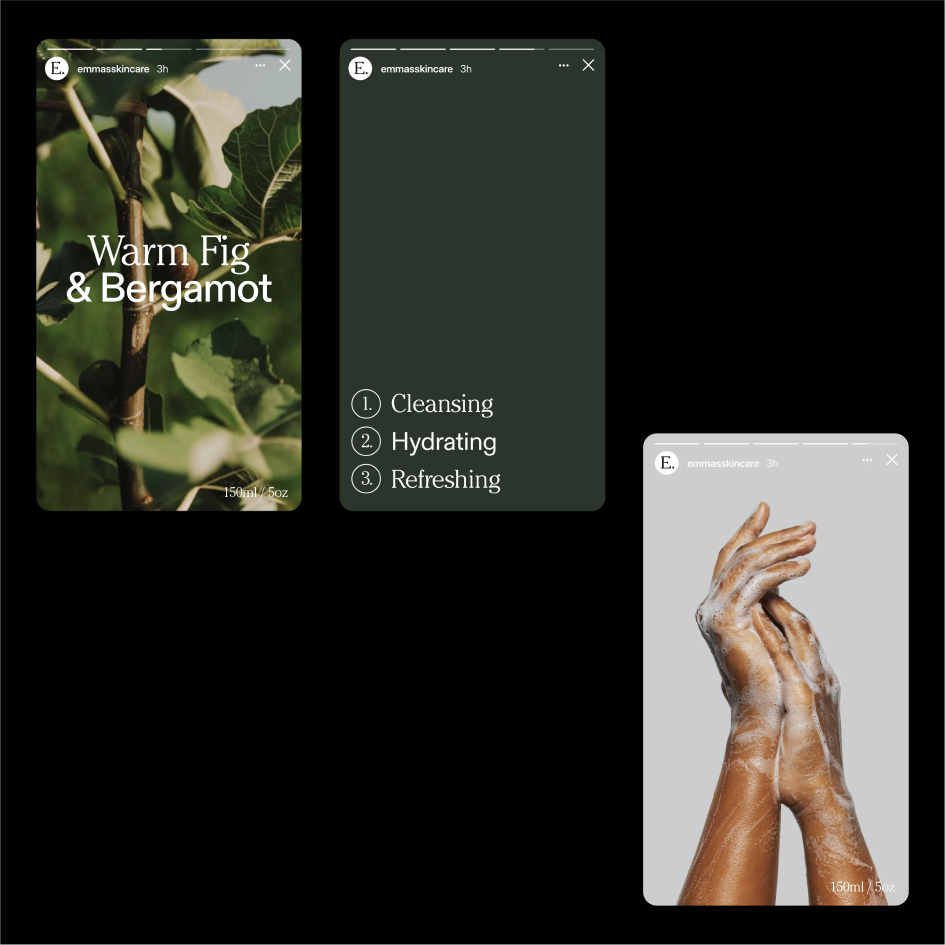 E. emmasskincare 3h
Warm Fig
& Bergamot
150ml / 5oz
E. emmasskincare 3h
1. Cleansing
2. Hydrating
3. Refreshing
E. emmasskincare 3h
150ml / 5oz